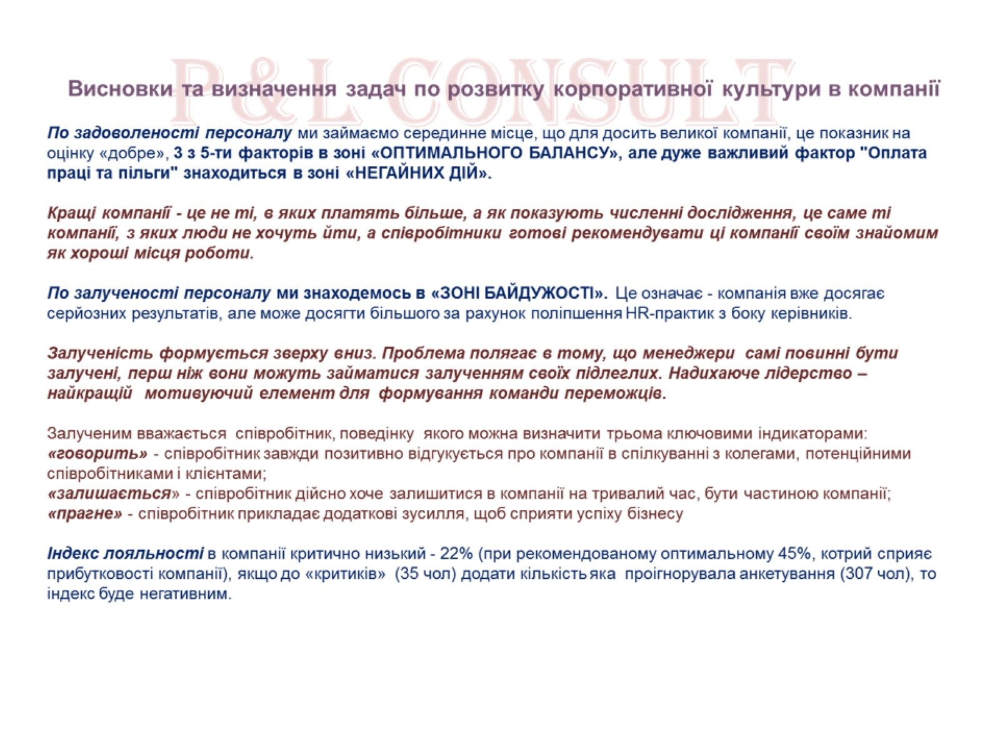 P&L CONSULT
Висновки та визначення задач по розвитку корпоративної культури в компанії
По задоволеності персоналу ми займаємо серединне місце, що для досить великої компанії, це показник на
оцінку «добре», 3 з 5-ти факторів в зоні «ОПТИМАЛЬНОГО БАЛАНСУ», але дуже важливий фактор "Оплата
праці та пільги" знаходиться в зоні «НЕГАЙНИХ ДІЙ».
Кращі компанії - це не ті, в яких платять більше, а як показують численні дослідження, це саме ті
компанії, з яких люди не хочуть йти, а співробітники готові рекомендувати ці компанії своїм знайомим
як хороші місця роботи.
По залученості персоналу ми знаходемось в «ЗОНІ БАЙДУЖОСТІ». Це означає - компанія вже досягає
серйозних результатів, але може досягти більшого за рахунок поліпшення HR-практик з боку керівників.
Залученість формується зверху вниз. Проблема полягає в тому, що менеджери самі повинні бути
залучені, перш ніж вони можуть займатися залученням своїх підлеглих. Надихаюче лідерство –
найкращій мотивуючий елемент для формування команди переможців.
Залученим вважається співробітник, поведінку якого можна визначити трьома ключовими індикаторами:
«говорить» - співробітник завжди позитивно відгукується про компанії в спілкуванні з колегами, потенційними
співробітниками і клієнтами;
«залишається» - співробітник дійсно хоче залишитися в компанії на тривалий час, бути частиною компанії;
«прагне» - співробітник прикладає додаткові зусилля, щоб сприяти успіху бізнесу
Індекс лояльності в компанії критично низький - 22% (при рекомендованому оптимальному 45%, котрий сприяє
прибутковості компанії), якщо до «критиків» (35 чол) додати кількість яка проігнорувала анкетування (307 чол), то
індекс буде негативним.